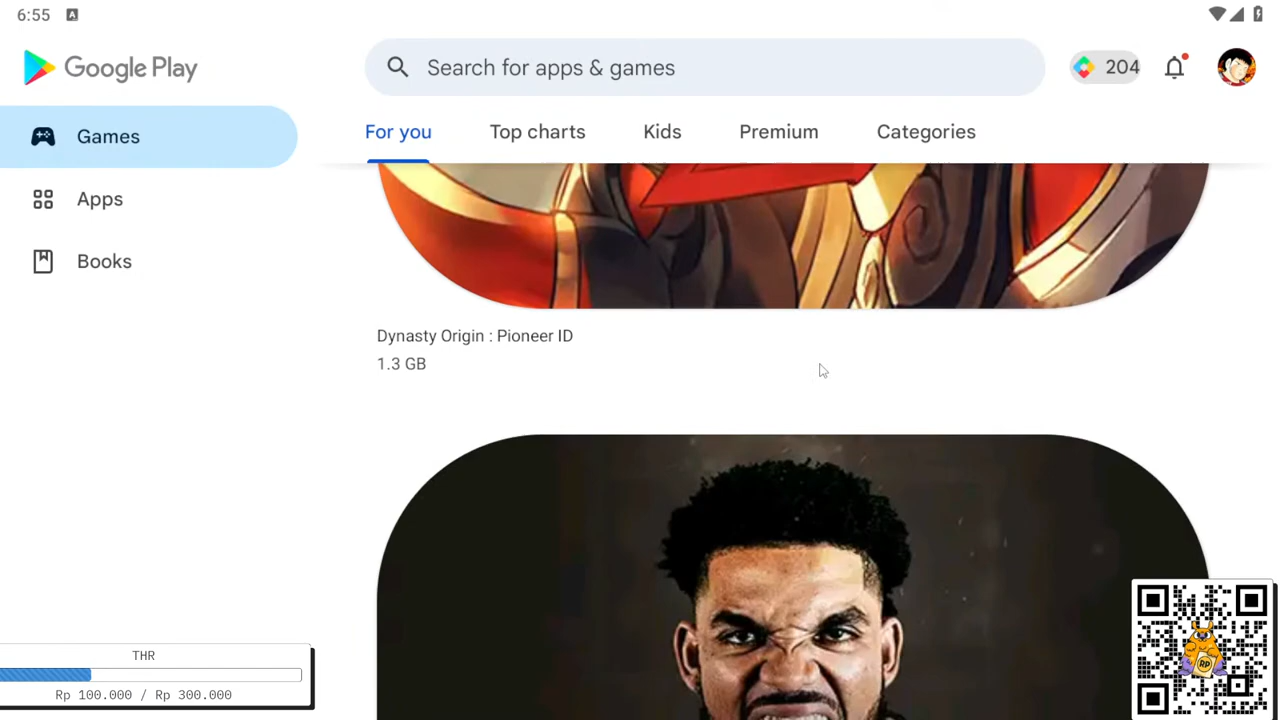 6:55
A
Google Play
Search for apps & games
204
Games
For you
Top charts
Kids
Premium
Categories
Apps
Books
Dynasty Origin : Pioneer ID
1.3 GB
THR
Rp 100.000 / Rp 300.000
RP